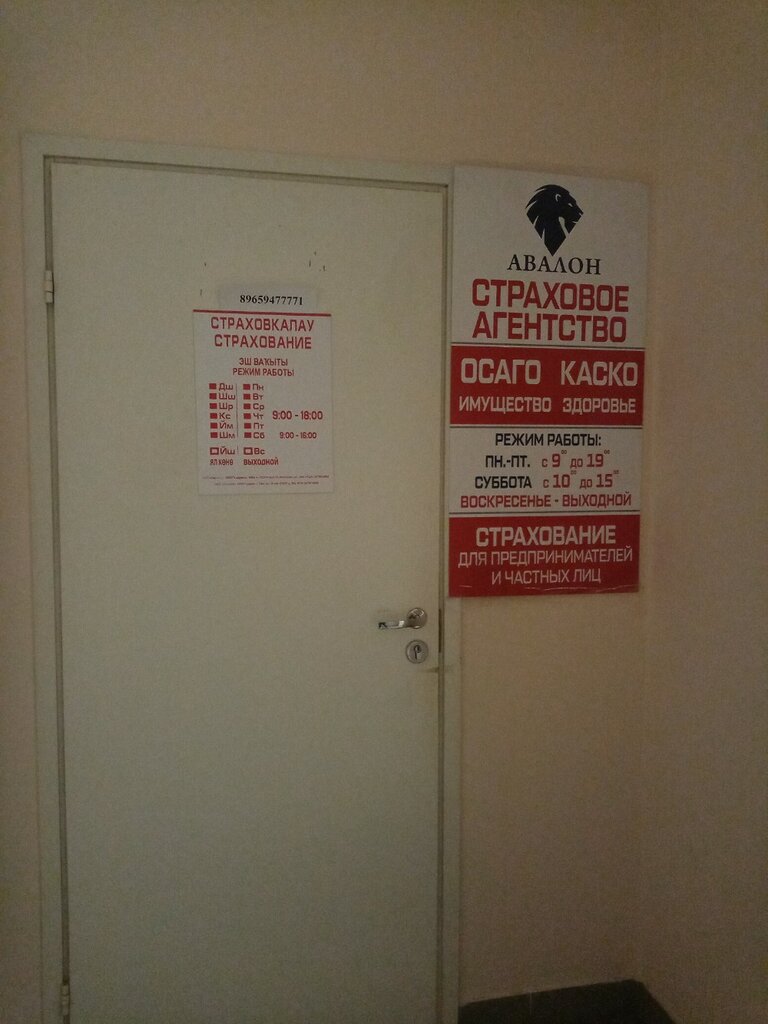 89659477771
СТРАХОВКАЛАУ
СТРАХОВАНИЕ
ЭШ ВАҠЫТЫ
РЕЖИМ РАБОТЫ
Дш Пн
Шш Вт
Шр Ср
Кс Чт 9:00 - 18:00
Йм Пт
Шм Сб 9:00 - 16:00
Йш Вс
ЯЛ КӨНӨ ВЫХОДНОЙ
АВАЛОН
СТРАХОВОЕ
АГЕНТСТВО
ОСАГО КАСКО
ИМУЩЕСТВО ЗДОРОВЬЕ
РЕЖИМ РАБОТЫ:
ПН.-ПТ. с 9⁰⁰ до 19⁰⁰
СУББОТА с 10⁰⁰ до 15⁰⁰
ВОСКРЕСЕНЬЕ - ВЫХОДНОЙ
СТРАХОВАНИЕ
ДЛЯ ПРЕДПРИНИМАТЕЛЕЙ
И ЧАСТНЫХ ЛИЦ